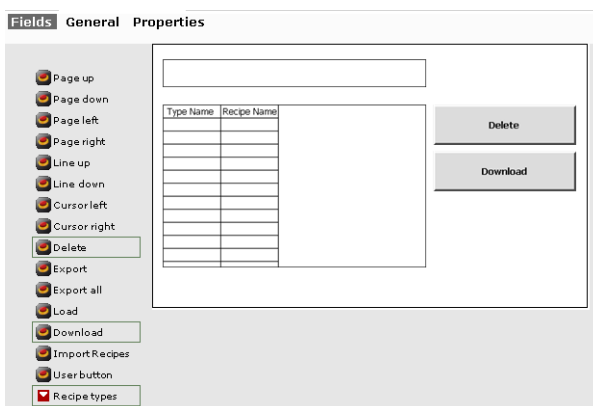 Fields General Properties
Page up
Page down
Page left
Page right
Line up
Line down
Cursor left
Cursor right
Delete
Export
Export all
Load
Download
Import Recipes
User button
Recipe types
Type Name Recipe Name
Delete
Download